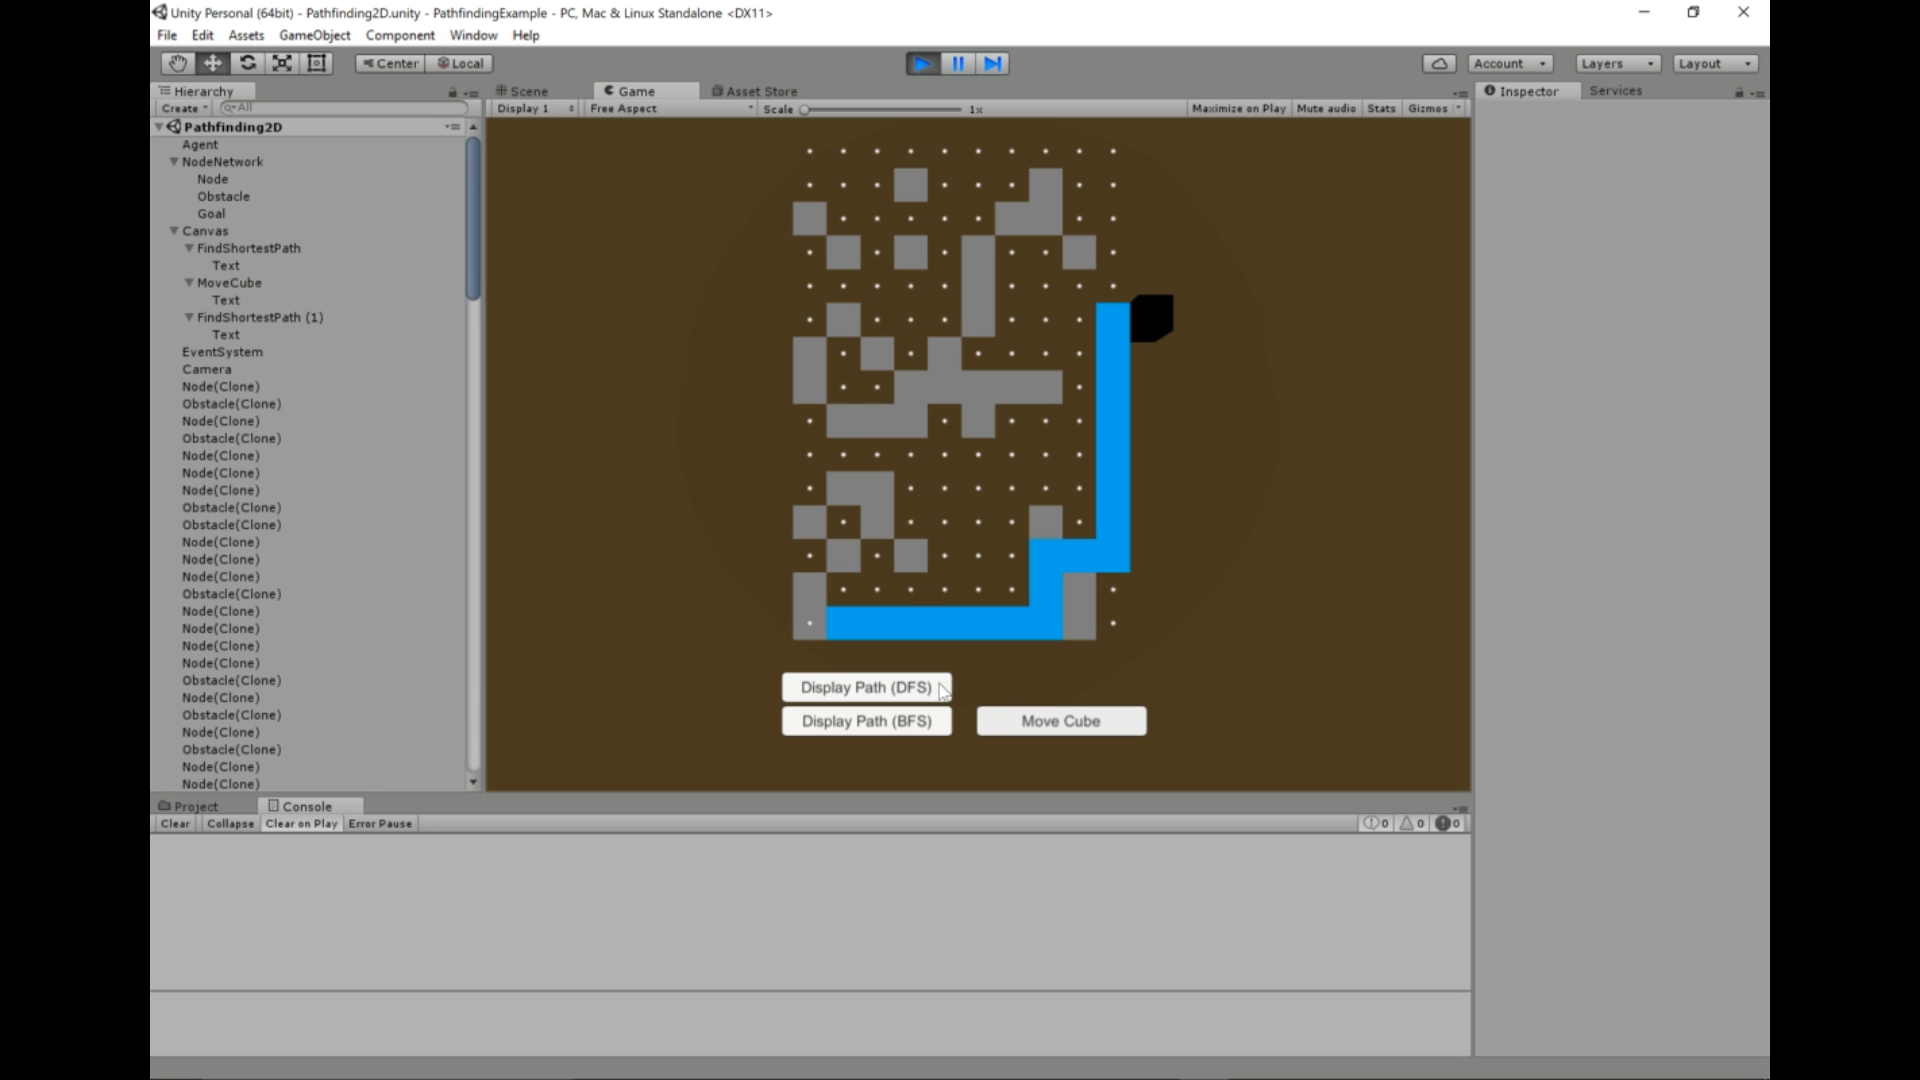 Unity Personal (64bit) - Pathfinding2D.unity - PathfindingExample - PC, Mac & Linux Standalone <DX11>
File Edit Assets GameObject Component Window Help
Center Local Account Layers Layout
Hierarchy Scene Game Asset Store Inspector Services
Create All Display 1 Free Aspect Scale 1x Maximize on Play Mute audio Stats Gizmos
Pathfinding2D
Agent
NodeNetwork
Node
Obstacle
Goal
Canvas
FindShortestPath
Text
MoveCube
Text
FindShortestPath (1)
Text
EventSystem
Camera
Node(Clone)
Obstacle(Clone)
Node(Clone)
Obstacle(Clone)
Node(Clone)
Node(Clone)
Node(Clone)
Obstacle(Clone)
Obstacle(Clone)
Node(Clone)
Node(Clone)
Node(Clone)
Obstacle(Clone)
Node(Clone)
Node(Clone)
Node(Clone)
Node(Clone)
Obstacle(Clone)
Node(Clone)
Obstacle(Clone)
Node(Clone)
Obstacle(Clone)
Node(Clone)
Node(Clone)
Display Path (DFS)
Display Path (BFS) Move Cube
Project Console
Clear Collapse Clear on Play Error Pause 0 0 0